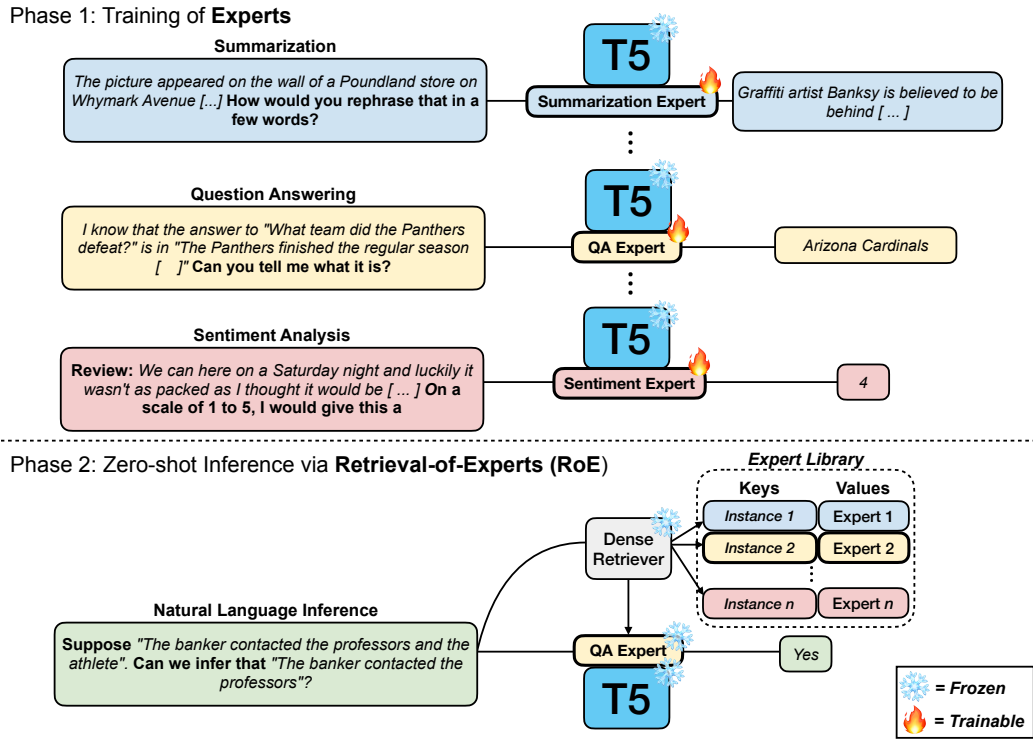 Phase 1: Training of Experts
Summarization
The picture appeared on the wall of a Poundland store on
Whymark Avenue [...] How would you rephrase that in a
few words?
T5
Summarization Expert
Graffiti artist Banksy is believed to be
behind [ ... ]
Question Answering
I know that the answer to "What team did the Panthers
defeat?" is in "The Panthers finished the regular season
[ ]" Can you tell me what it is?
T5
QA Expert
Arizona Cardinals
Sentiment Analysis
Review: We can here on a Saturday night and luckily it
wasn't as packed as I thought it would be [ ... ] On a
scale of 1 to 5, I would give this a
T5
Sentiment Expert
4
Phase 2: Zero-shot Inference via Retrieval-of-Experts (RoE)
Expert Library
Keys Values
Instance 1 Expert 1
Instance 2 Expert 2
Instance n Expert n
Dense
Retriever
Natural Language Inference
Suppose "The banker contacted the professors and the
athlete". Can we infer that "The banker contacted the
professors"?
QA Expert
T5
Yes
= Frozen
= Trainable